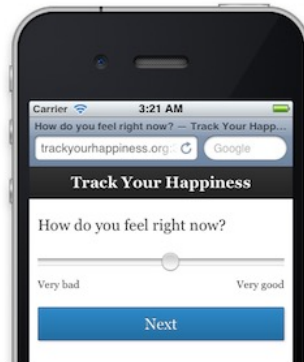 Carrier 3:21 AM
How do you feel right now? — Track Your Happ...
trackyourhappiness.org: Google
Track Your Happiness
How do you feel right now?
Very bad Very good
Next